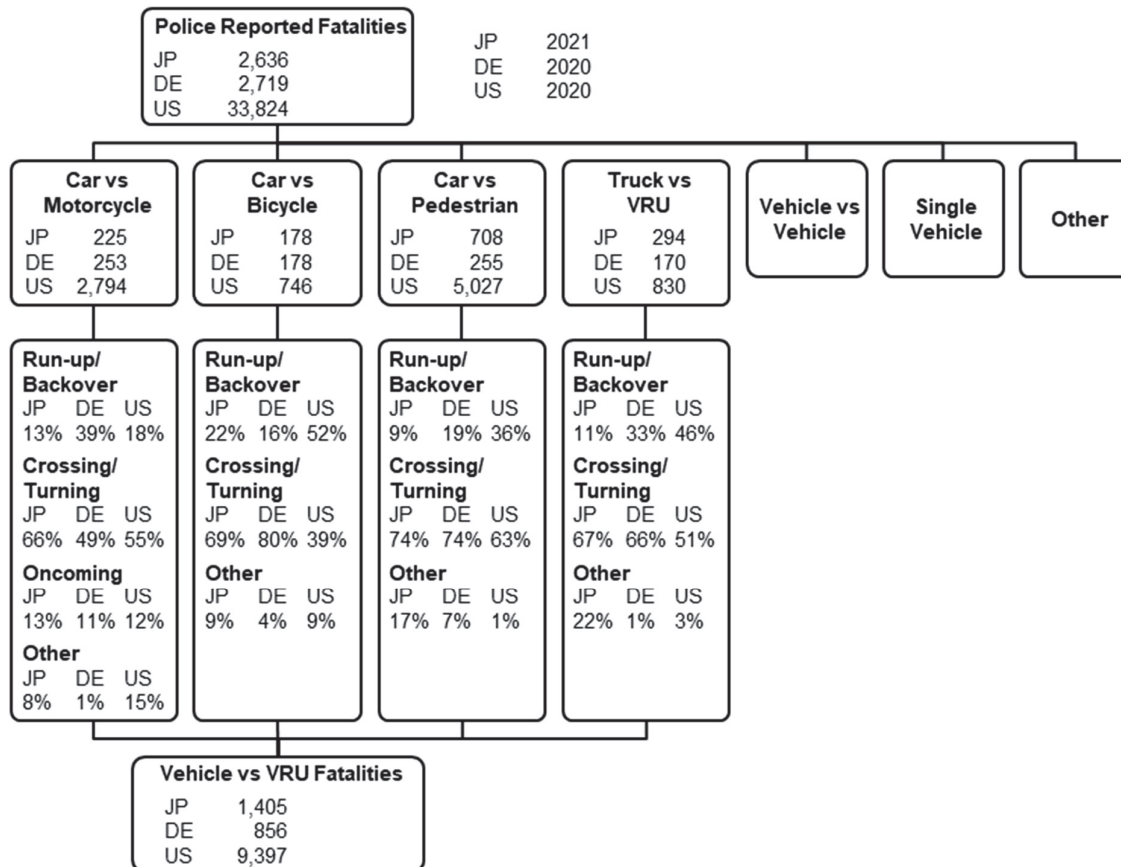 Police Reported Fatalities
JP 2,636
DE 2,719
US 33,824
JP 2021
DE 2020
US 2020
Car vs
Motorcycle
JP 225
DE 253
US 2,794
Car vs
Bicycle
JP 178
DE 178
US 746
Car vs
Pedestrian
JP 708
DE 255
US 5,027
Truck vs
VRU
JP 294
DE 170
US 830
Vehicle vs
Vehicle
Single
Vehicle
Other
Run-up/
Backover
JP DE US
13% 39% 18%
Crossing/
Turning
JP DE US
66% 49% 55%
Oncoming
JP DE US
13% 11% 12%
Other
JP DE US
8% 1% 15%
Run-up/
Backover
JP DE US
22% 16% 52%
Crossing/
Turning
JP DE US
69% 80% 39%
Other
JP DE US
9% 4% 9%
Run-up/
Backover
JP DE US
9% 19% 36%
Crossing/
Turning
JP DE US
74% 74% 63%
Other
JP DE US
17% 7% 1%
Run-up/
Backover
JP DE US
11% 33% 46%
Crossing/
Turning
JP DE US
67% 66% 51%
Other
JP DE US
22% 1% 3%
Vehicle vs VRU Fatalities
JP 1,405
DE 856
US 9,397